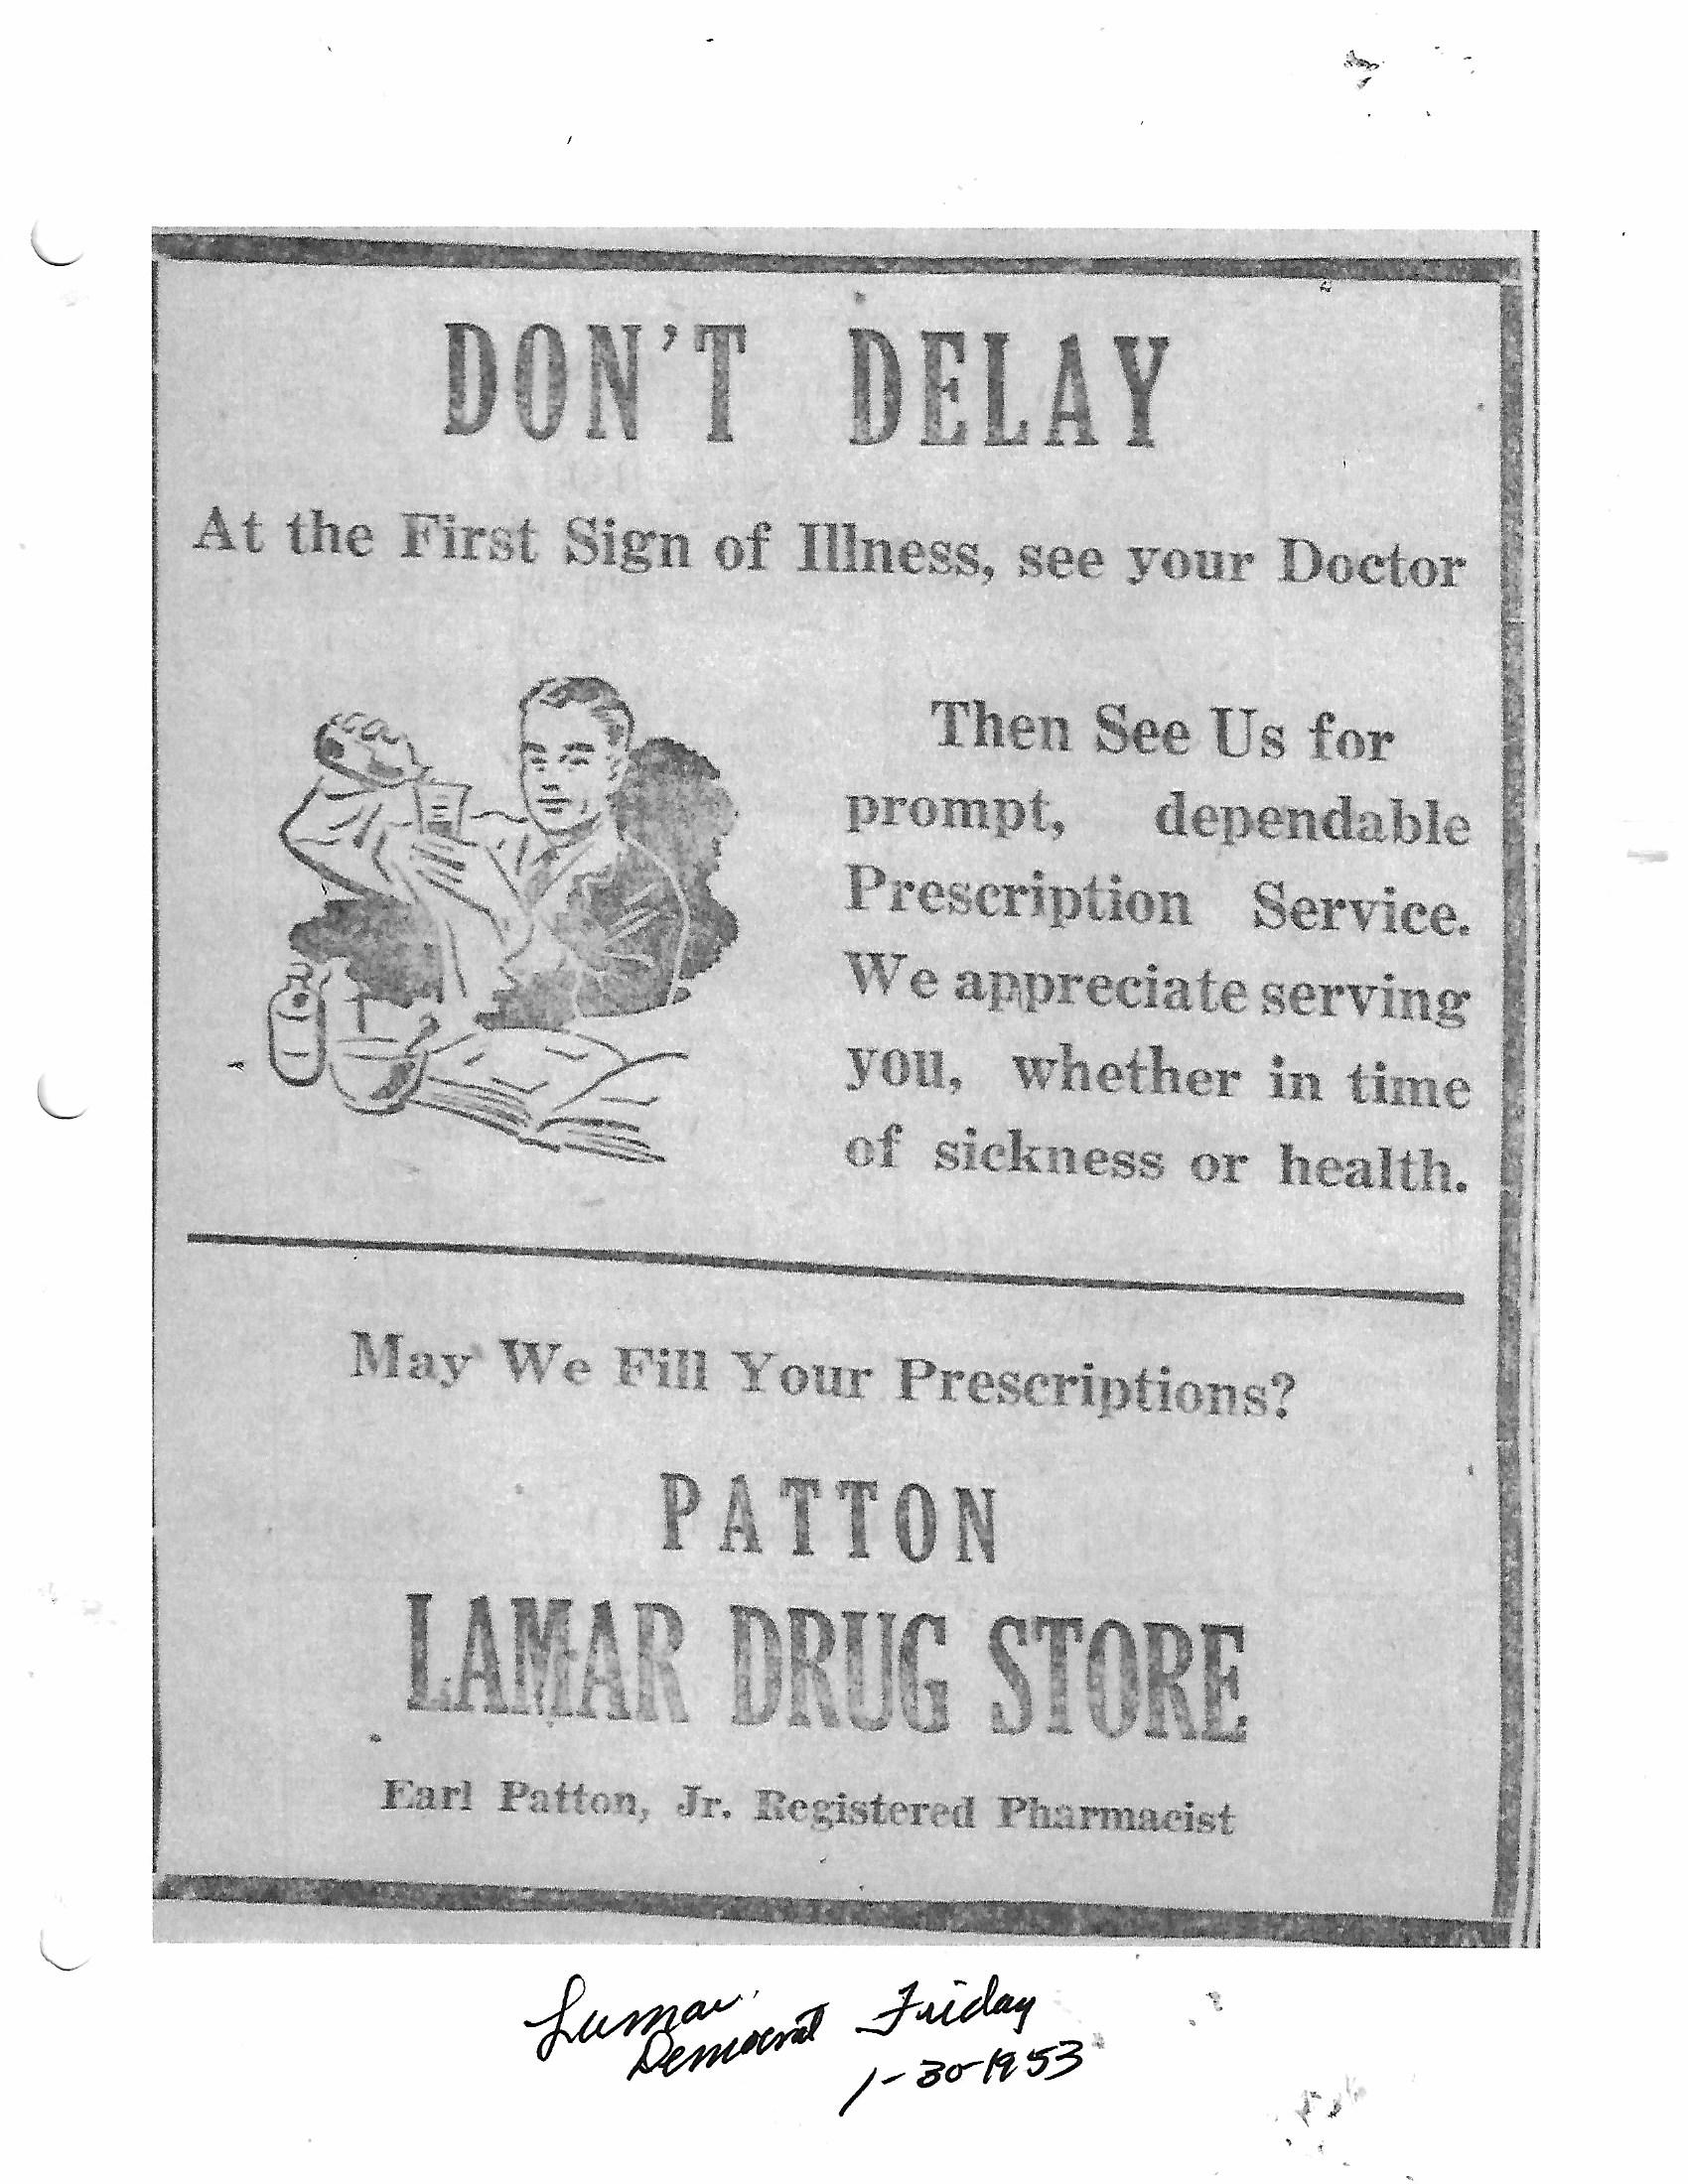 DON'T DELAY
At the First Sign of Illness, see your Doctor
Then See Us for
prompt, dependable
Prescription Service.
We appreciate serving
you, whether in time
of sickness or health.
May We Fill Your Prescriptions?
PATTON
LAMAR DRUG STORE
Earl Patton, Jr. Registered Pharmacist
Lamar
Democrat Friday
1-30-1953